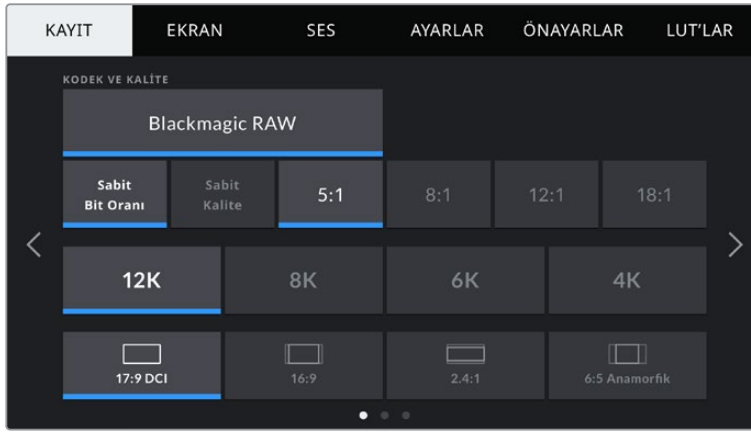 KAYIT EKRAN SES AYARLAR ÖNAYARLAR LUT'LAR
KODEK VE KALİTE
Blackmagic RAW
Sabit
Bit Oranı
Sabit
Kalite
5:1 8:1 12:1 18:1
12K 8K 6K 4K
17:9 DCI 16:9 2.4:1 6:5 Anamorfik